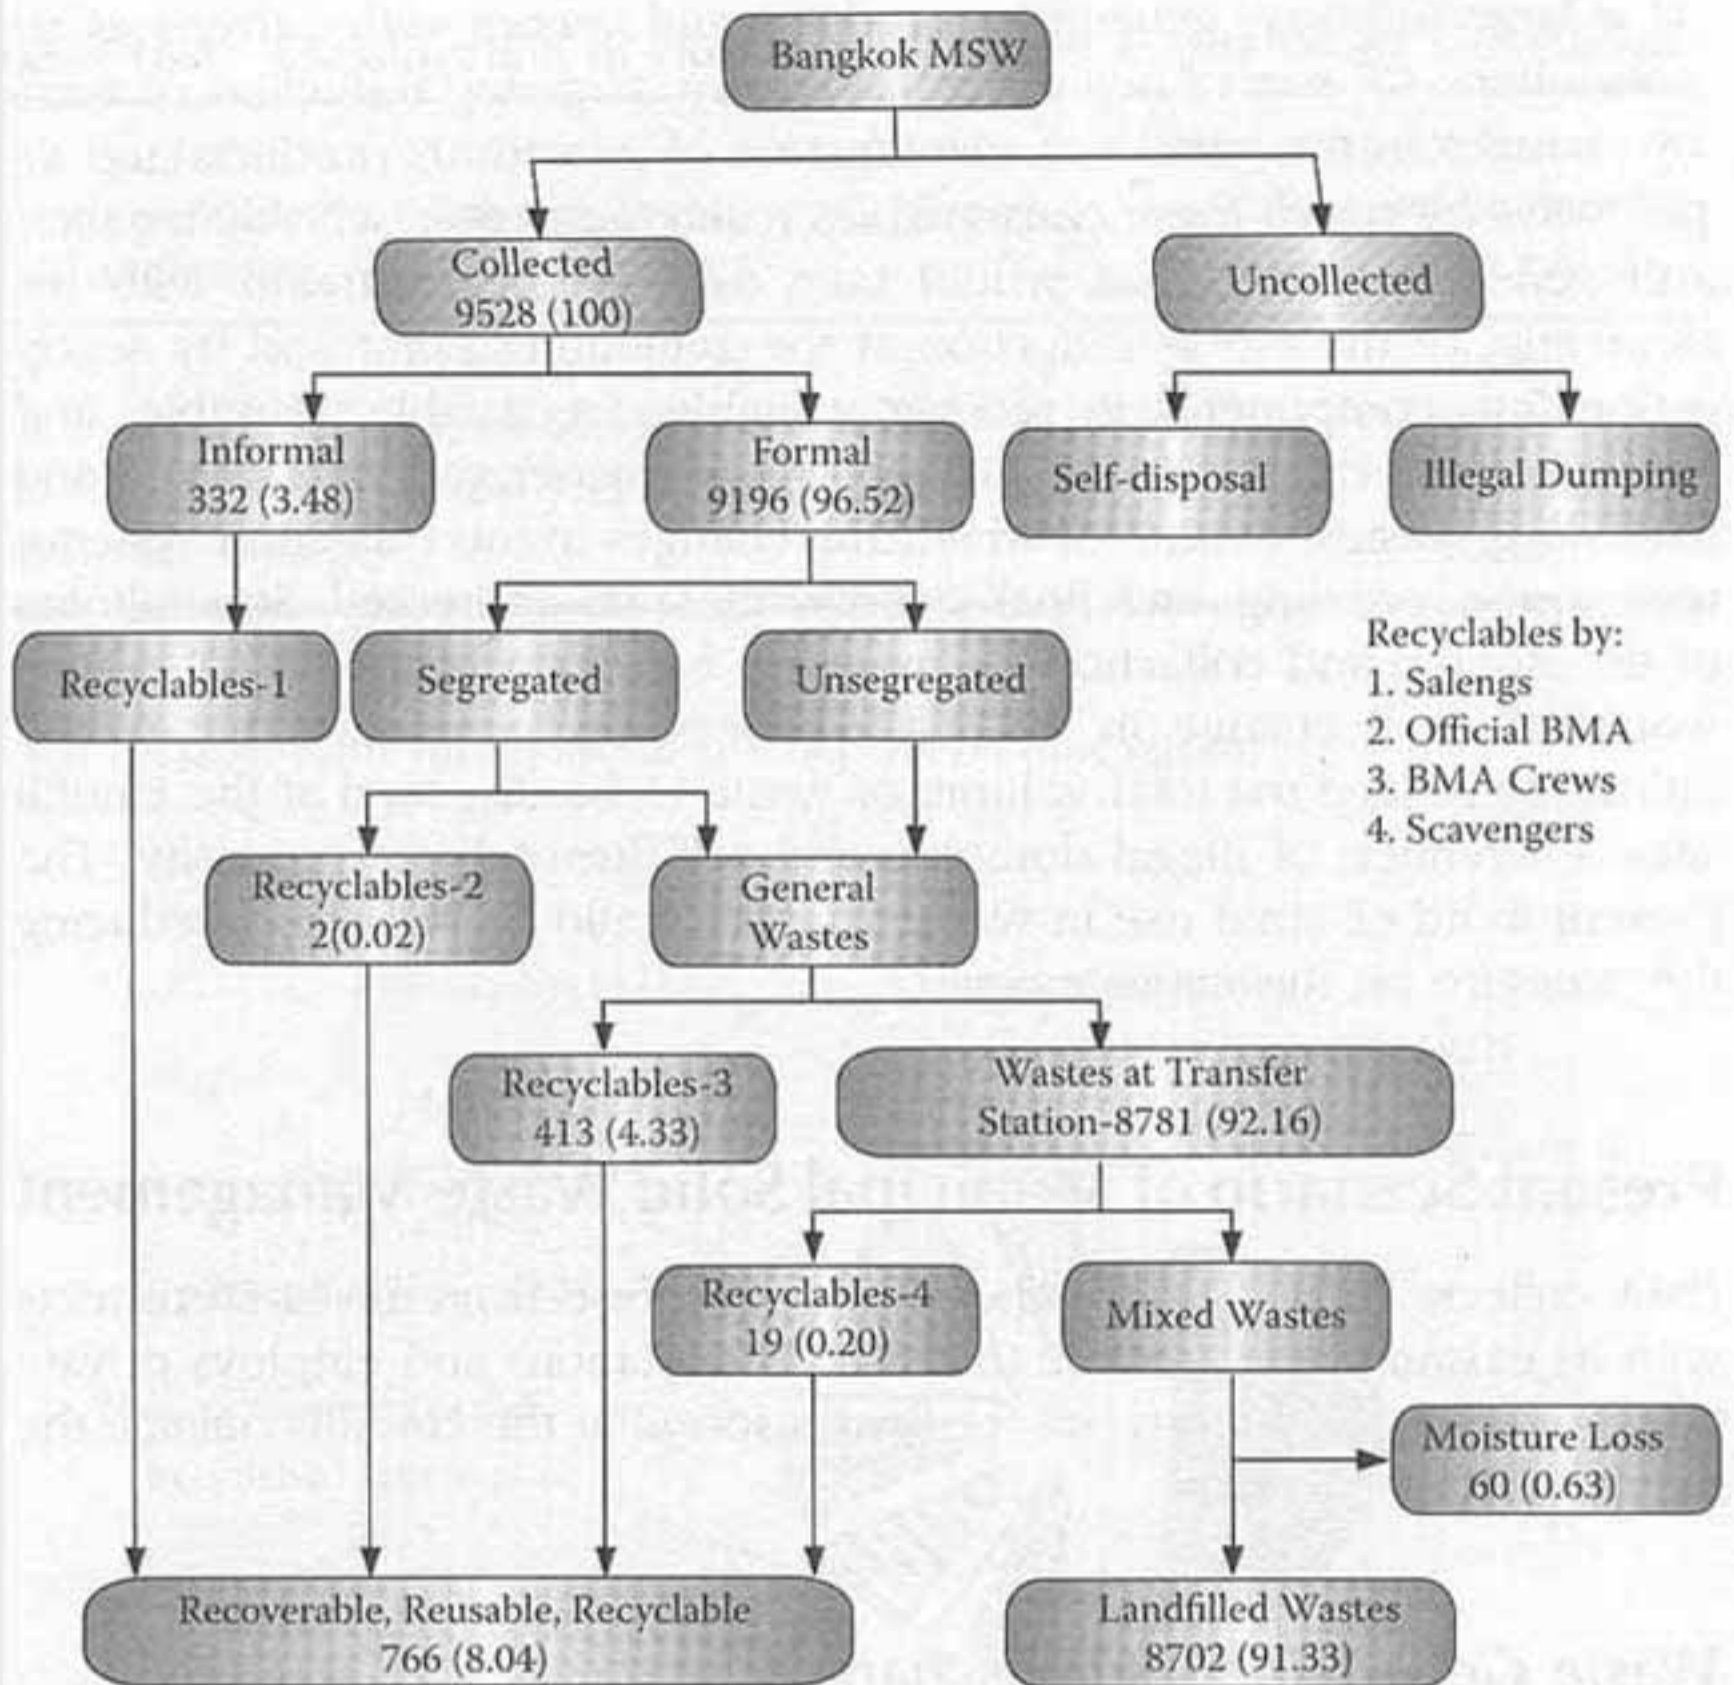 Bangkok MSW
Collected
9528 (100)
Uncollected
Informal
332 (3.48)
Formal
9196 (96.52)
Self-disposal
Illegal Dumping
Recyclables-1
Segregated
Unsegregated
Recyclables by:
1. Salengs
2. Official BMA
3. BMA Crews
4. Scavengers
Recyclables-2
2(0.02)
General
Wastes
Recyclables-3
413 (4.33)
Wastes at Transfer
Station-8781 (92.16)
Recyclables-4
19 (0.20)
Mixed Wastes
Moisture Loss
60 (0.63)
Recoverable, Reusable, Recyclable
766 (8.04)
Landfilled Wastes
8702 (91.33)